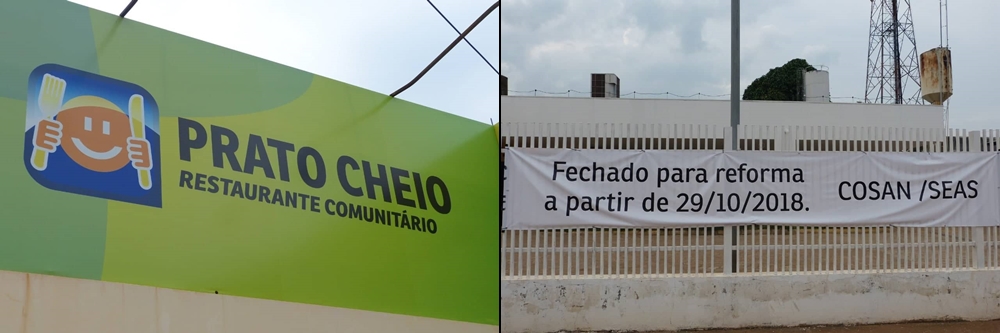 PRATO CHEIO
RESTAURANTE COMUNITÁRIO
Fechado para reforma
a partir de 29/10/2018.
COSAN /SEAS